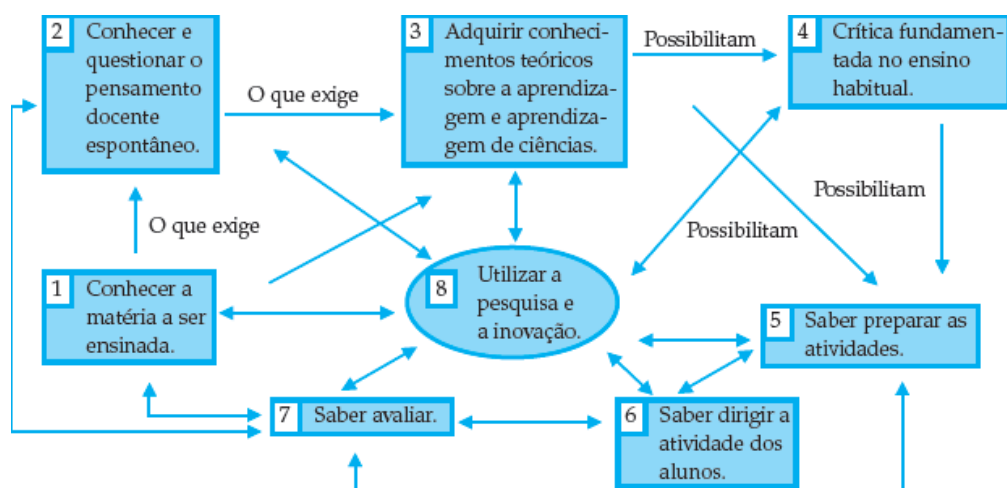 2 Conhecer e
questionar o
pensamento
docente
espontâneo.
O que exige
3 Adquirir conheci-
mentos teóricos
sobre a aprendiza-
gem e aprendiza-
gem de ciências.
Possibilitam
4 Crítica fundamen-
tada no ensino
habitual.
O que exige
Possibilitam
Possibilitam
1 Conhecer a
matéria a ser
ensinada.
8 Utilizar a
pesquisa e
a inovação.
5 Saber preparar as
atividades.
7 Saber avaliar.
6 Saber dirigir a
atividade dos
alunos.